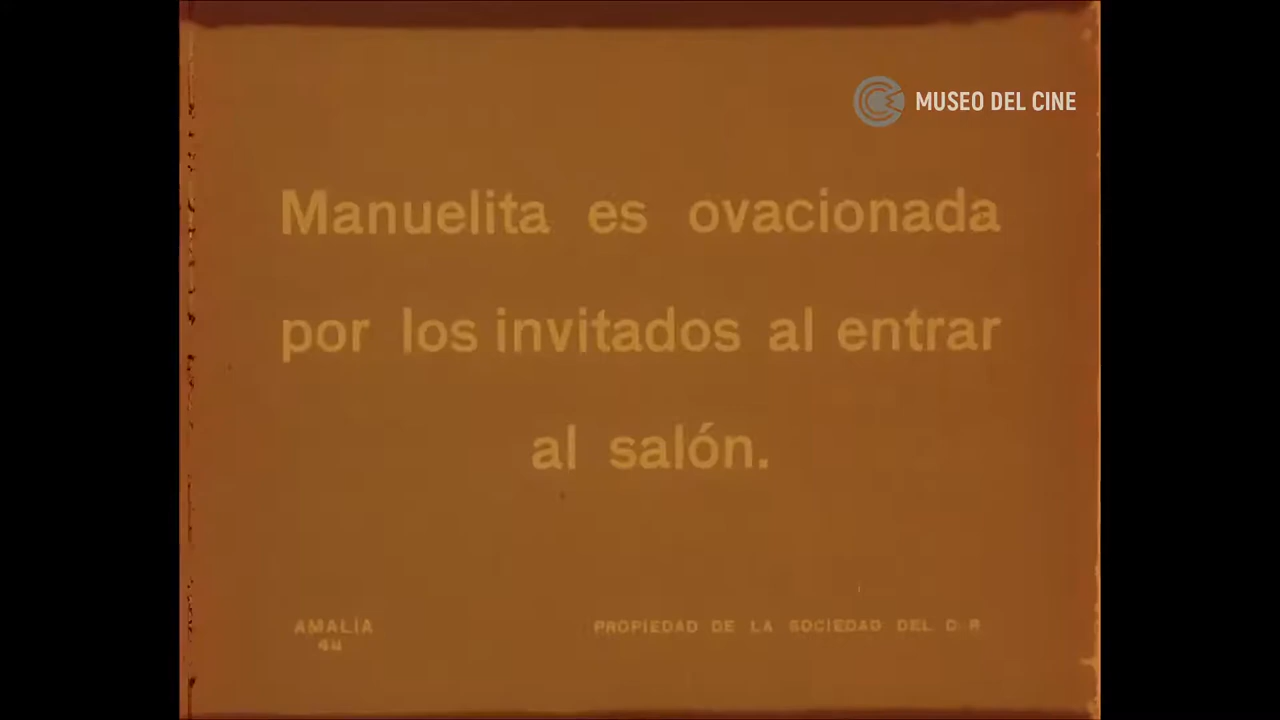 MUSEO DEL CINE
Manuelita es ovacionada
por los invitados al entrar
al salón.
AMALIA
PROPIEDAD DE LA SOCIEDAD DEL D R